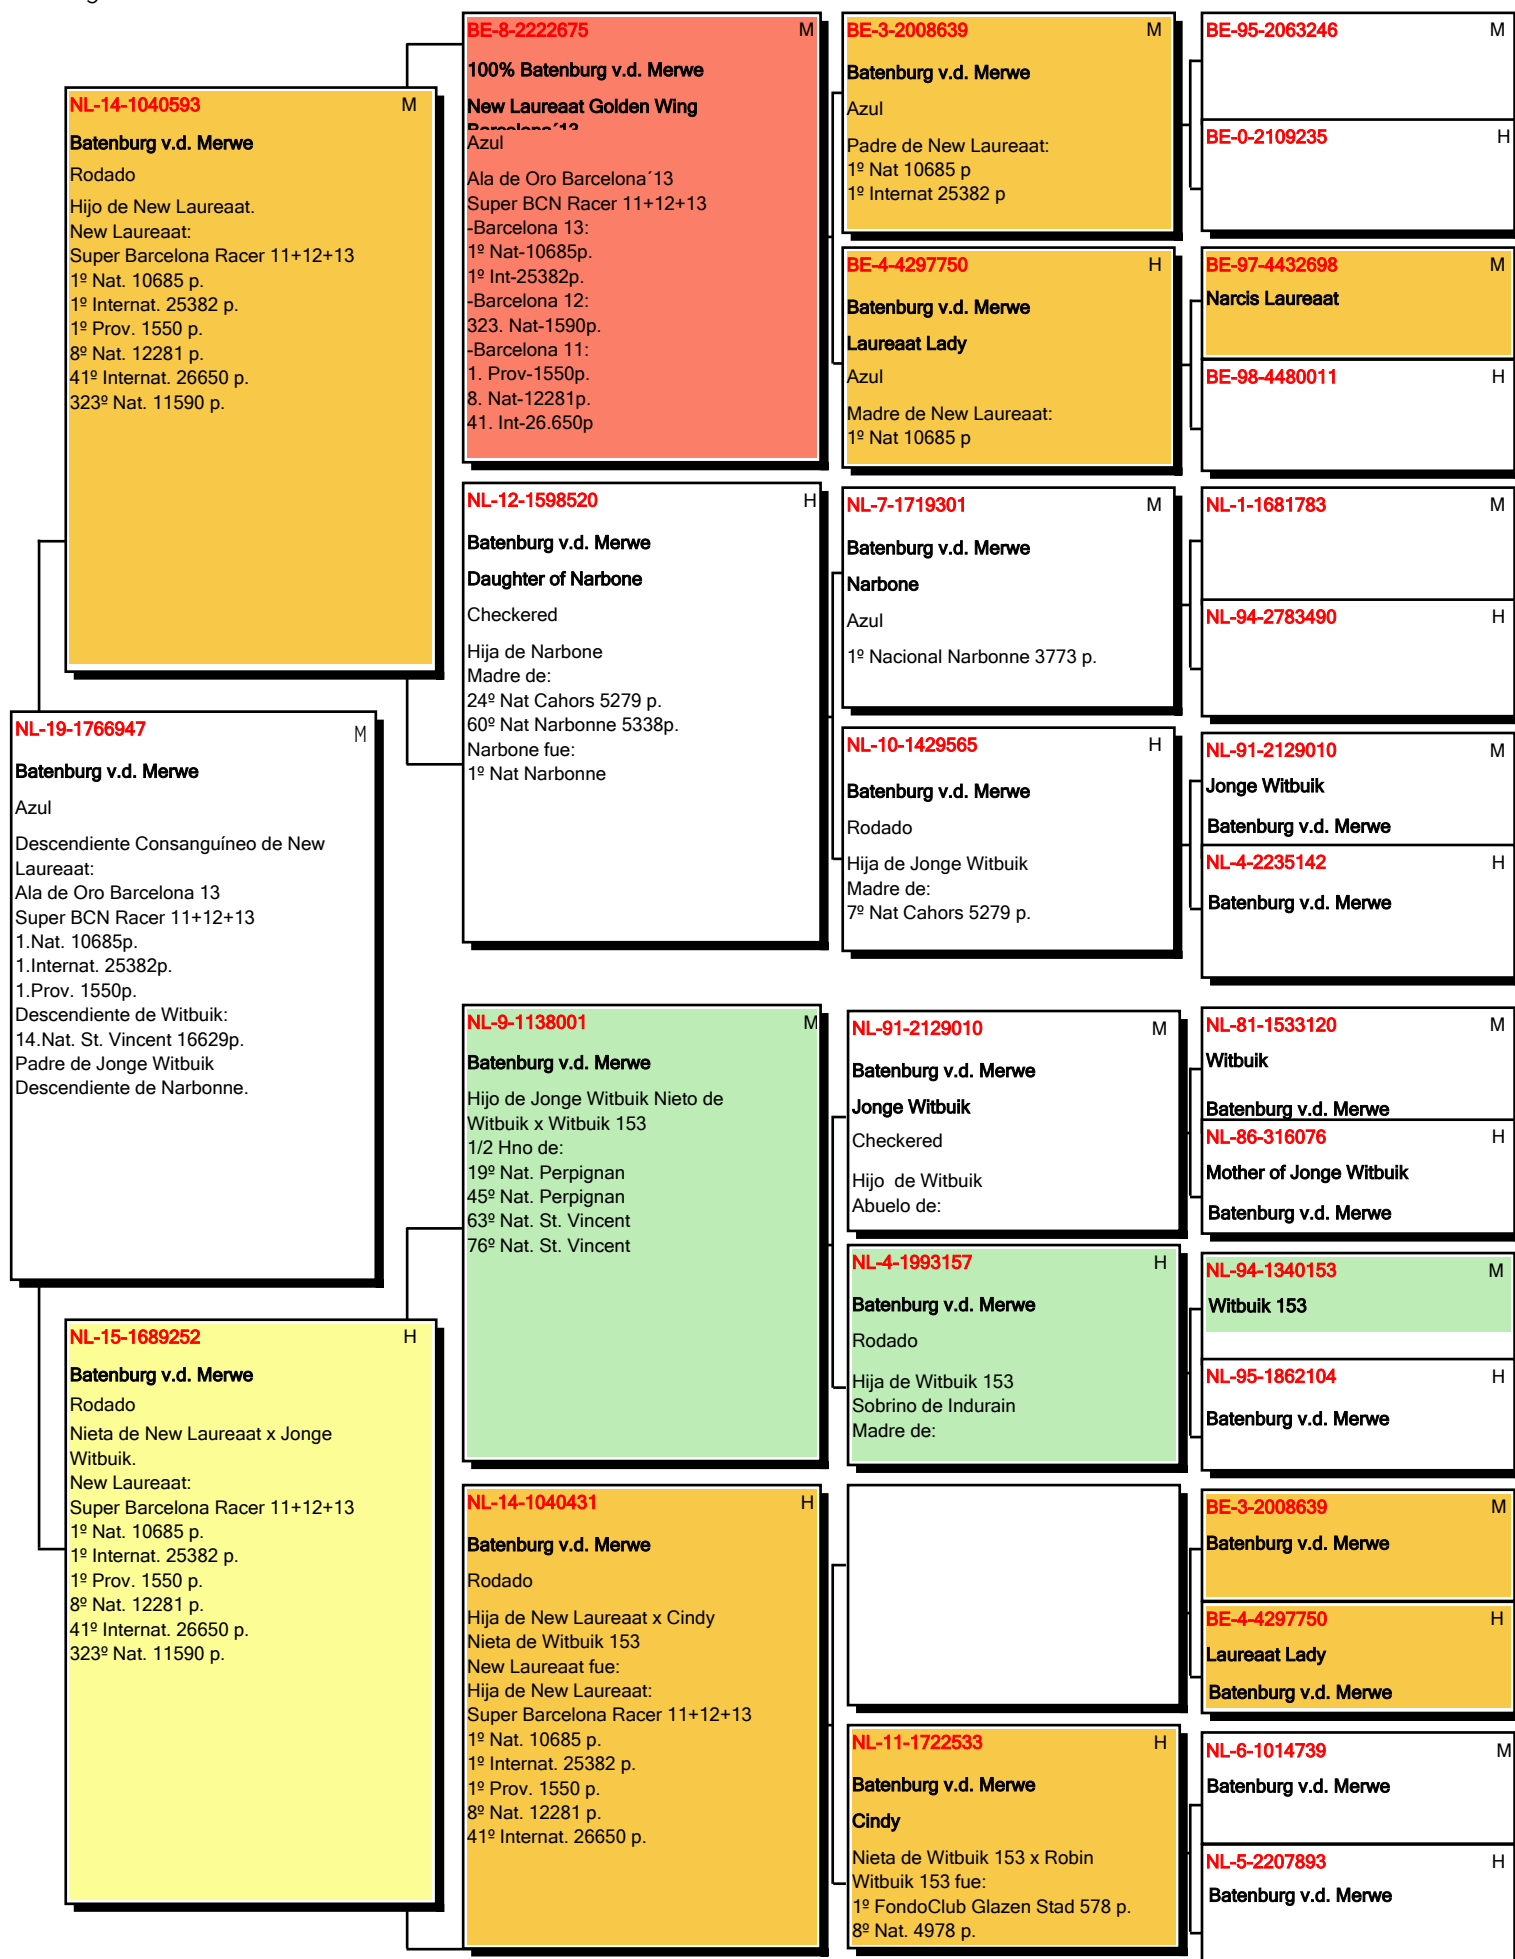 NL-19-1766947 M
Batenburg v.d. Merwe
Azul
Descendiente Consanguíneo de New
Laureaat:
Ala de Oro Barcelona 13
Super BCN Racer 11+12+13
1.Nat. 10685p.
1.Internat. 25382p.
1.Prov. 1550p.
Descendiente de Witbuik:
14.Nat. St. Vincent 16629p.
Padre de Jonge Witbuik
Descendiente de Narbonne.
NL-14-1040593 M
Batenburg v.d. Merwe
Rodado
Hijo de New Laureaat.
New Laureaat:
Super Barcelona Racer 11+12+13
1º Nat. 10685 p.
1º Internat. 25382 p.
1º Prov. 1550 p.
8º Nat. 12281 p.
41º Internat. 26650 p.
323º Nat. 11590 p.
NL-15-1689252 H
Batenburg v.d. Merwe
Rodado
Nieta de New Laureaat x Jonge
Witbuik.
New Laureaat:
Super Barcelona Racer 11+12+13
1º Nat. 10685 p.
1º Internat. 25382 p.
1º Prov. 1550 p.
8º Nat. 12281 p.
41º Internat. 26650 p.
323º Nat. 11590 p.
BE-8-2222675 M
100% Batenburg v.d. Merwe
New Laureaat Golden Wing
Barcelona´13
Azul
Ala de Oro Barcelona´13
Super BCN Racer 11+12+13
-Barcelona 13:
1º Nat-10685p.
1º Int-25382p.
-Barcelona 12:
323. Nat-1590p.
-Barcelona 11:
1. Prov-1550p.
8. Nat-12281p.
41. Int-26.650p
NL-12-1598520 H
Batenburg v.d. Merwe
Daughter of Narbone
Checkered
Hija de Narbone
Madre de:
24º Nat Cahors 5279 p.
60º Nat Narbonne 5338p.
Narbone fue:
1º Nat Narbonne
NL-9-1138001 M
Batenburg v.d. Merwe
Hijo de Jonge Witbuik Nieto de
Witbuik x Witbuik 153
1/2 Hno de:
19º Nat. Perpignan
45º Nat. Perpignan
63º Nat. St. Vincent
76º Nat. St. Vincent
NL-14-1040431 H
Batenburg v.d. Merwe
Rodado
Hija de New Laureaat x Cindy
Nieta de Witbuik 153
New Laureaat fue:
Hija de New Laureaat:
Super Barcelona Racer 11+12+13
1º Nat. 10685 p.
1º Internat. 25382 p.
1º Prov. 1550 p.
8º Nat. 12281 p.
41º Internat. 26650 p.
BE-3-2008639 M
Batenburg v.d. Merwe
Azul
Padre de New Laureaat:
1º Nat 10685 p
1º Internat 25382 p
BE-4-4297750 H
Batenburg v.d. Merwe
Laureaat Lady
Azul
Madre de New Laureaat:
1º Nat 10685 p
NL-7-1719301 M
Batenburg v.d. Merwe
Narbone
Azul
1º Nacional Narbonne 3773 p.
NL-10-1429565 H
Batenburg v.d. Merwe
Rodado
Hija de Jonge Witbuik
Madre de:
7º Nat Cahors 5279 p.
NL-91-2129010 M
Batenburg v.d. Merwe
Jonge Witbuik
Checkered
Hijo  de Witbuik
Abuelo de:
NL-4-1993157 H
Batenburg v.d. Merwe
Rodado
Hija de Witbuik 153
Sobrino de Indurain
Madre de:
NL-11-1722533 H
Batenburg v.d. Merwe
Cindy
Nieta de Witbuik 153 x Robin
Witbuik 153 fue:
1º FondoClub Glazen Stad 578 p.
8º Nat. 4978 p.
BE-95-2063246 M
BE-0-2109235 H
BE-97-4432698 M
Narcis Laureaat
BE-98-4480011 H
NL-1-1681783 M
NL-94-2783490 H
NL-91-2129010 M
Jonge Witbuik
Batenburg v.d. Merwe
NL-4-2235142 H
Batenburg v.d. Merwe
NL-81-1533120 M
Witbuik
Batenburg v.d. Merwe
NL-86-316076 H
Mother of Jonge Witbuik
Batenburg v.d. Merwe
NL-94-1340153 M
Witbuik 153
NL-95-1862104 H
Batenburg v.d. Merwe
BE-3-2008639 M
Batenburg v.d. Merwe
BE-4-4297750 H
Laureaat Lady
Batenburg v.d. Merwe
NL-6-1014739 M
Batenburg v.d. Merwe
NL-5-2207893 H
Batenburg v.d. Merwe